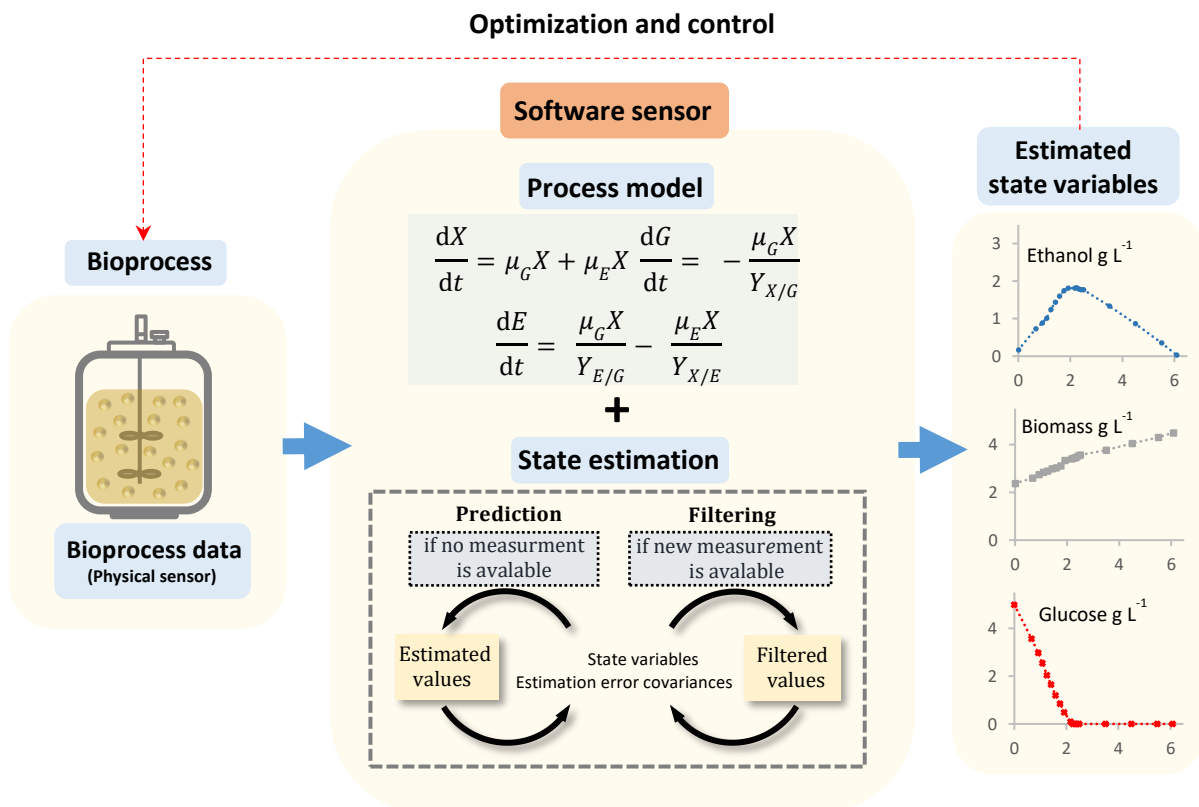 Optimization and control
Software sensor
Process model
dX/dt = μ_G X + μ_E X dG/dt = - μ_G X/Y_{X/G}
dE/dt = μ_G X/Y_{E/G} - μ_E X/Y_{X/E}
+
State estimation
Prediction
if no measurment
is avalable
Filtering
if new measurement
is avalable
Estimated
values
State variables
Estimation error covariances
Filtered
values
Bioprocess
Bioprocess data
(Physical sensor)
Estimated
state variables
Ethanol g L⁻¹
3
2
1
0
0 2 4 6
Biomass g L⁻¹
4
2
0
0 2 4 6
Glucose g L⁻¹
4
2
0
0 2 4 6